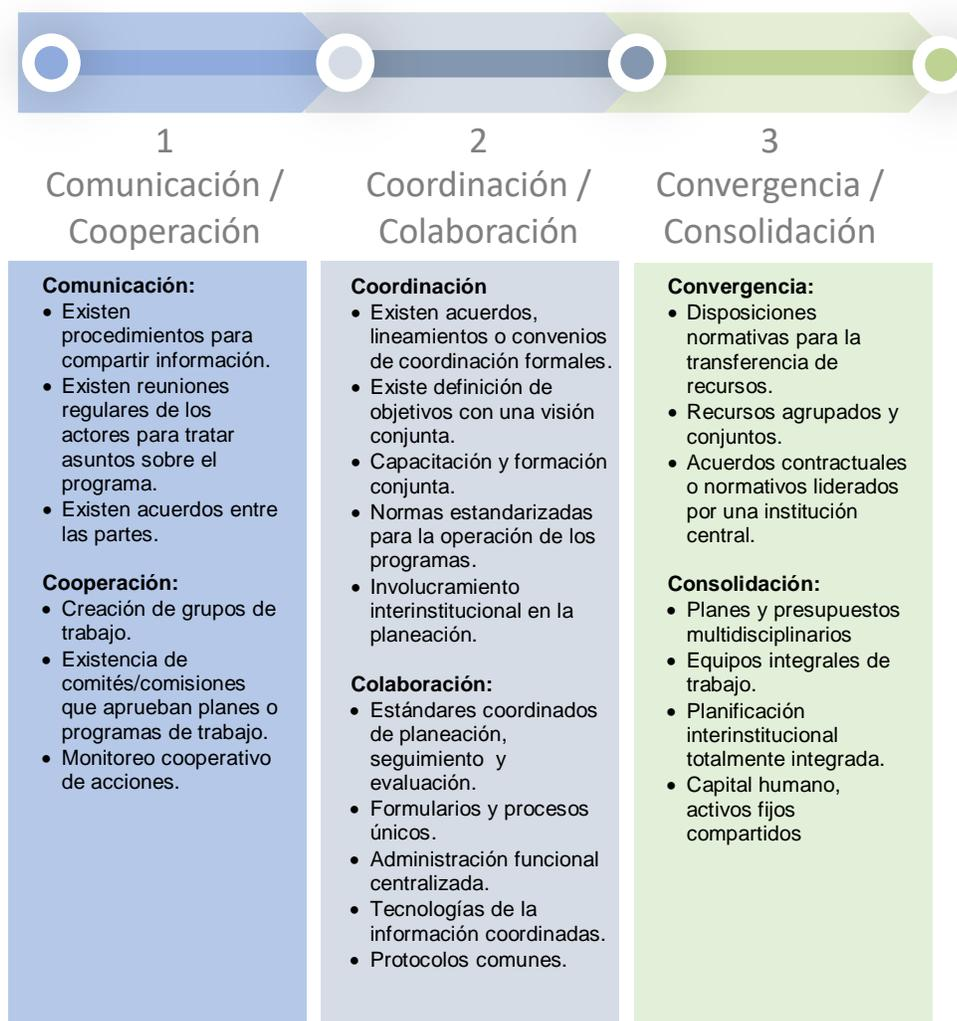 1
Comunicación /
Cooperación
Comunicación:
• Existen
procedimientos para
compartir información.
• Existen reuniones
regulares de los
actores para tratar
asuntos sobre el
programa.
• Existen acuerdos entre
las partes.
Cooperación:
• Creación de grupos de
trabajo.
• Existencia de
comités/comisiones
que aprueban planes o
programas de trabajo.
• Monitoreo cooperativo
de acciones.
2
Coordinación /
Colaboración
Coordinación
• Existen acuerdos,
lineamientos o convenios
de coordinación formales.
• Existe definición de
objetivos con una visión
conjunta.
• Capacitación y formación
conjunta.
• Normas estandarizadas
para la operación de los
programas.
• Involucramiento
interinstitucional en la
planeación.
Colaboración:
• Estándares coordinados
de planeación,
seguimiento y
evaluación.
• Formularios y procesos
únicos.
• Administración funcional
centralizada.
• Tecnologías de la
información coordinadas.
• Protocolos comunes.
3
Convergencia /
Consolidación
Convergencia:
• Disposiciones
normativas para la
transferencia de
recursos.
• Recursos agrupados y
conjuntos.
• Acuerdos contractuales
o normativos liderados
por una institución
central.
Consolidación:
• Planes y presupuestos
multidisciplinarios
• Equipos integrales de
trabajo.
• Planificación
interinstitucional
totalmente integrada.
• Capital humano,
activos fijos
compartidos